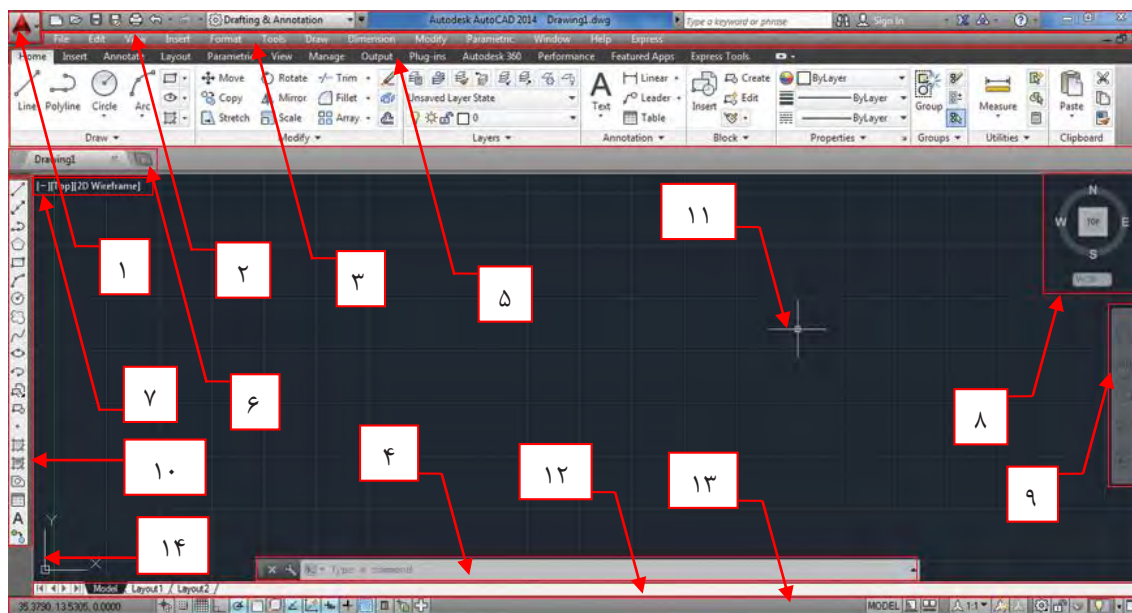 Drafting & Annotation Autodesk AutoCAD 2014 Drawing1.dwg Type a keyword or phrase Sign In
File Edit View Insert Format Tools Draw Dimension Modify Parametric Window Help Express
Home Insert Annotate Layout Parametric View Manage Output Plug-ins Autodesk 360 Performance Featured Apps Express Tools
Move Rotate Trim Linear Create ByLayer
Line Polyline Circle Arc Copy Mirror Fillet Unsaved Layer State Text Leader Insert Edit ByLayer Group Measure Paste
Stretch Scale Array 0 Table ByLayer
Draw Modify Layers Annotation Block Properties Groups Utilities Clipboard
Drawing1
[−][Top][2D Wireframe]
N
W TOP E
S
WCS
۱۱
۱ ۲ ۳ ۵
۷ ۶ ۸
۱۰ ۴ ۱۲ ۱۳ ۹
A
Y
۱۴
X
Type a command
Model Layout1 Layout2
35.3790, 13.5305, 0.0000 MODEL 1:1